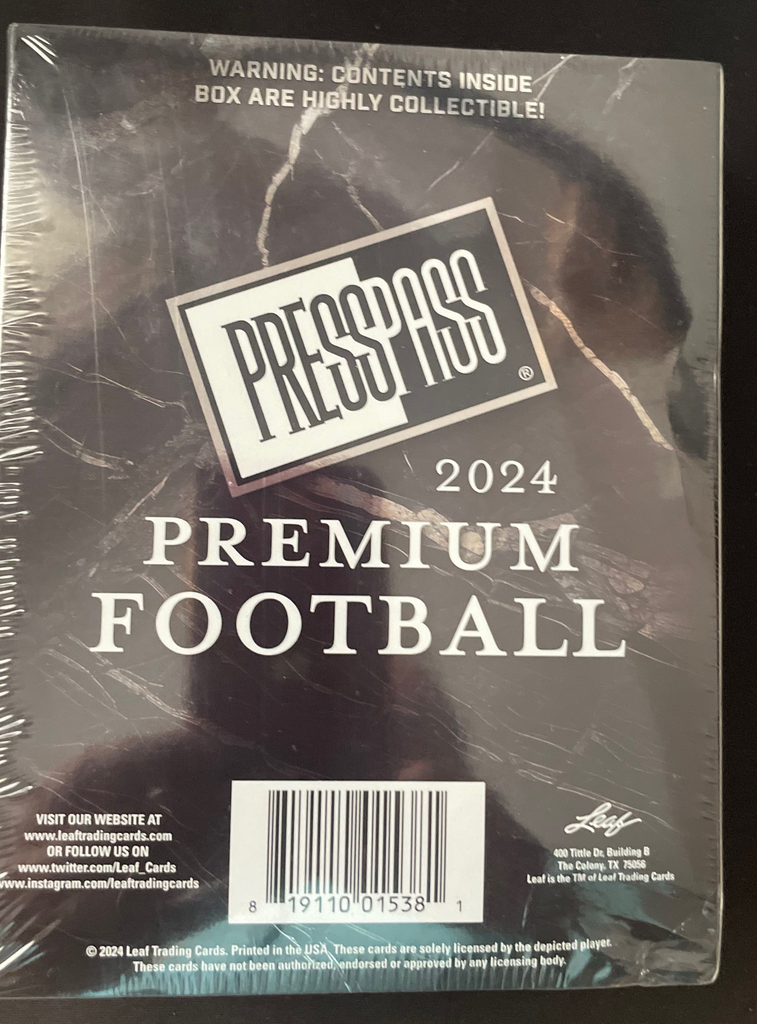 WARNING: CONTENTS INSIDE
BOX ARE HIGHLY COLLECTIBLE!
PRESSPASS®
2024
PREMIUM
FOOTBALL
VISIT OUR WEBSITE AT
www.leaftradingcards.com
OR FOLLOW US ON
www.twitter.com/Leaf_Cards
www.instagram.com/leaftradingcards
8 19110 01538 1
Leaf
400 Tittle Dr, Building B
The Colony, TX 75056
Leaf is the TM of Leaf Trading Cards
© 2024 Leaf Trading Cards. Printed in the USA. These cards are solely licensed by the depicted player.
These cards have not been authorized, endorsed or approved by any licensing body.